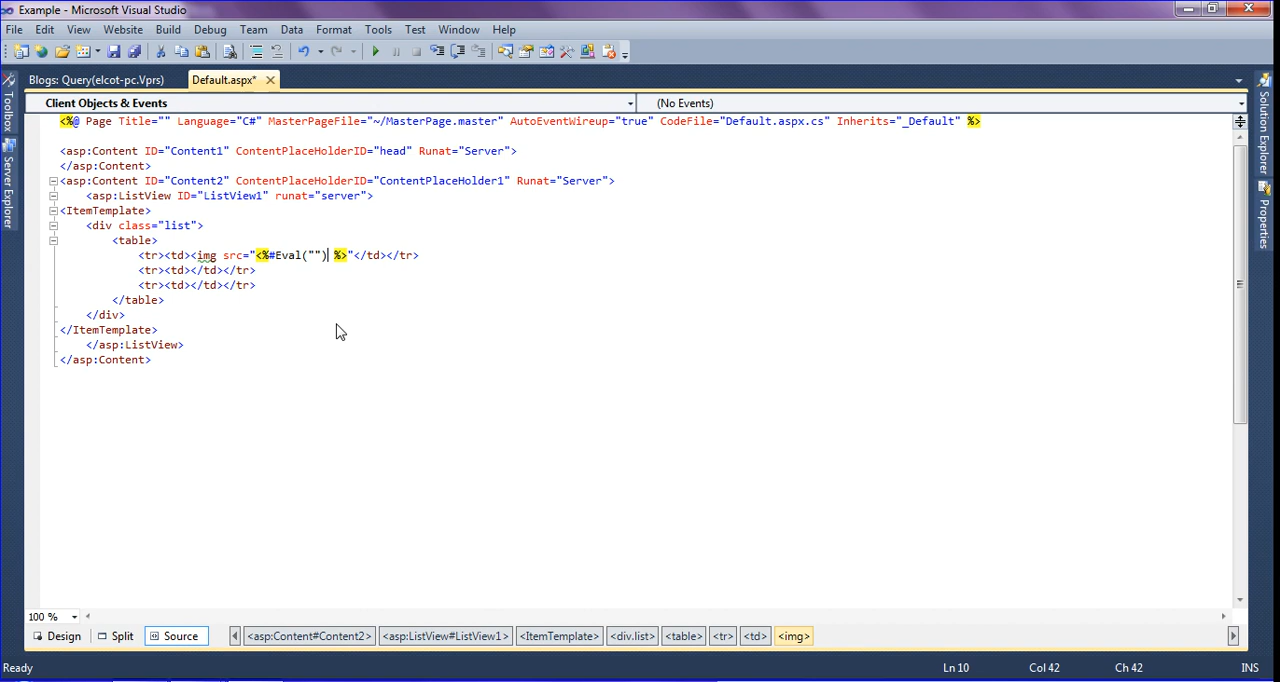 Example - Microsoft Visual Studio
File Edit View Website Build Debug Team Data Format Tools Test Window Help
Blogs: Query(elcot-pc.Vprs) Default.aspx*
Client Objects & Events (No Events)
<%@ Page Title="" Language="C#" MasterPageFile="~/MasterPage.master" AutoEventWireup="true" CodeFile="Default.aspx.cs" Inherits="_Default" %>
<asp:Content ID="Content1" ContentPlaceHolderID="head" Runat="Server">
</asp:Content>
<asp:Content ID="Content2" ContentPlaceHolderID="ContentPlaceHolder1" Runat="Server">
<asp:ListView ID="ListView1" runat="server">
<ItemTemplate>
<div class="list">
<table>
<tr><td><img src="<%#Eval("") %>"</td></tr>
<tr><td></td></tr>
<tr><td></td></tr>
</table>
</div>
</ItemTemplate>
</asp:ListView>
</asp:Content>
Toolbox
Server Explorer
Solution Explorer
Properties
100 %
Design Split Source <asp:Content#Content2> <asp:ListView#ListView1> <ItemTemplate> <div.list> <table> <tr> <td> <img>
Ready Ln 10 Col 42 Ch 42 INS